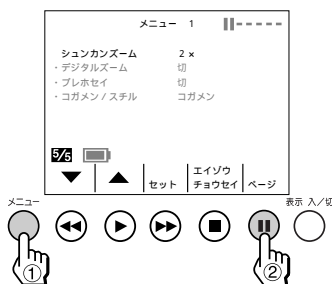 メニュー 1
シュンカンズーム 2 ×
・デジタルズーム 切
・ブレホセイ 切
・コガメン / スチル コガメン
5/5
セット エイゾウ チョウセイ ページ
メニュー 表示 入/切
① ②